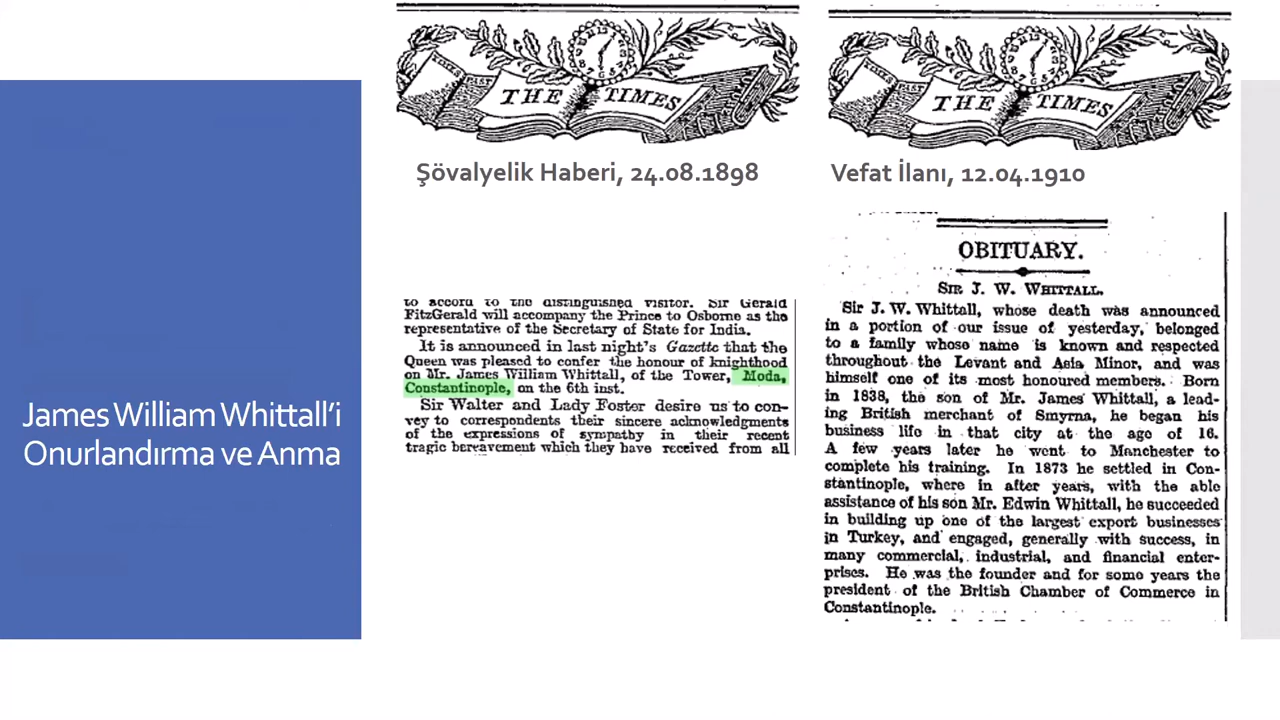 James William Whittall'i
Onurlandırma ve Anma
TIMES PAST
THE TIMES
Şövalyelik Haberi, 24.08.1898
to accord to the distinguished visitor. Sir Gerald
FitzGerald will accompany the Prince to Osborne as the
representative of the Secretary of State for India.
It is announced in last night's Gazette that the
Queen was pleased to confer the honour of knighthood
on Mr. James William Whittall, of the Tower, Moda,
Constantinople, on the 6th inst.
Sir Walter and Lady Foster desire us to con-
vey to correspondents their sincere acknowledgments
of the expressions of sympathy in their recent
tragic bereavement which they have received from all
TIMES PAST
THE TIMES
Vefat İlanı, 12.04.1910
OBITUARY.
SIR J. W. WHITTALL.
Sir J. W. Whittall, whose death was announced
in a portion of our issue of yesterday, belonged
to a family whose name is known and respected
throughout the Levant and Asia Minor, and was
himself one of its most honoured members. Born
in 1838, the son of Mr. James Whittall, a lead-
ing British merchant of Smyrna, he began his
business life in that city at the age of 16.
A few years later he went to Manchester to
complete his training. In 1873 he settled in Con-
stantinople, where in after years, with the able
assistance of his son Mr. Edwin Whittall, he succeeded
in building up one of the largest export businesses
in Turkey, and engaged, generally with success, in
many commercial, industrial, and financial enter-
prises. He was the founder and for some years the
president of the British Chamber of Commerce in
Constantinople.